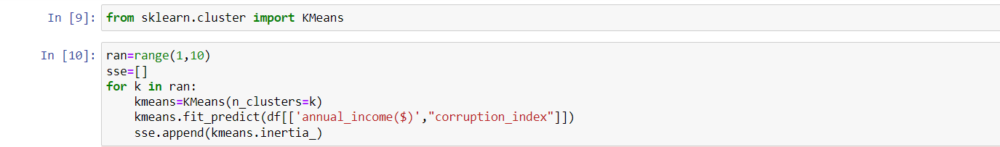 In [9]: from sklearn.cluster import KMeans
In [10]: ran=range(1,10)
sse=[]
for k in ran:
    kmeans=KMeans(n_clusters=k)
    kmeans.fit_predict(df[['annual_income($)',"corruption_index"]])
    sse.append(kmeans.inertia_)